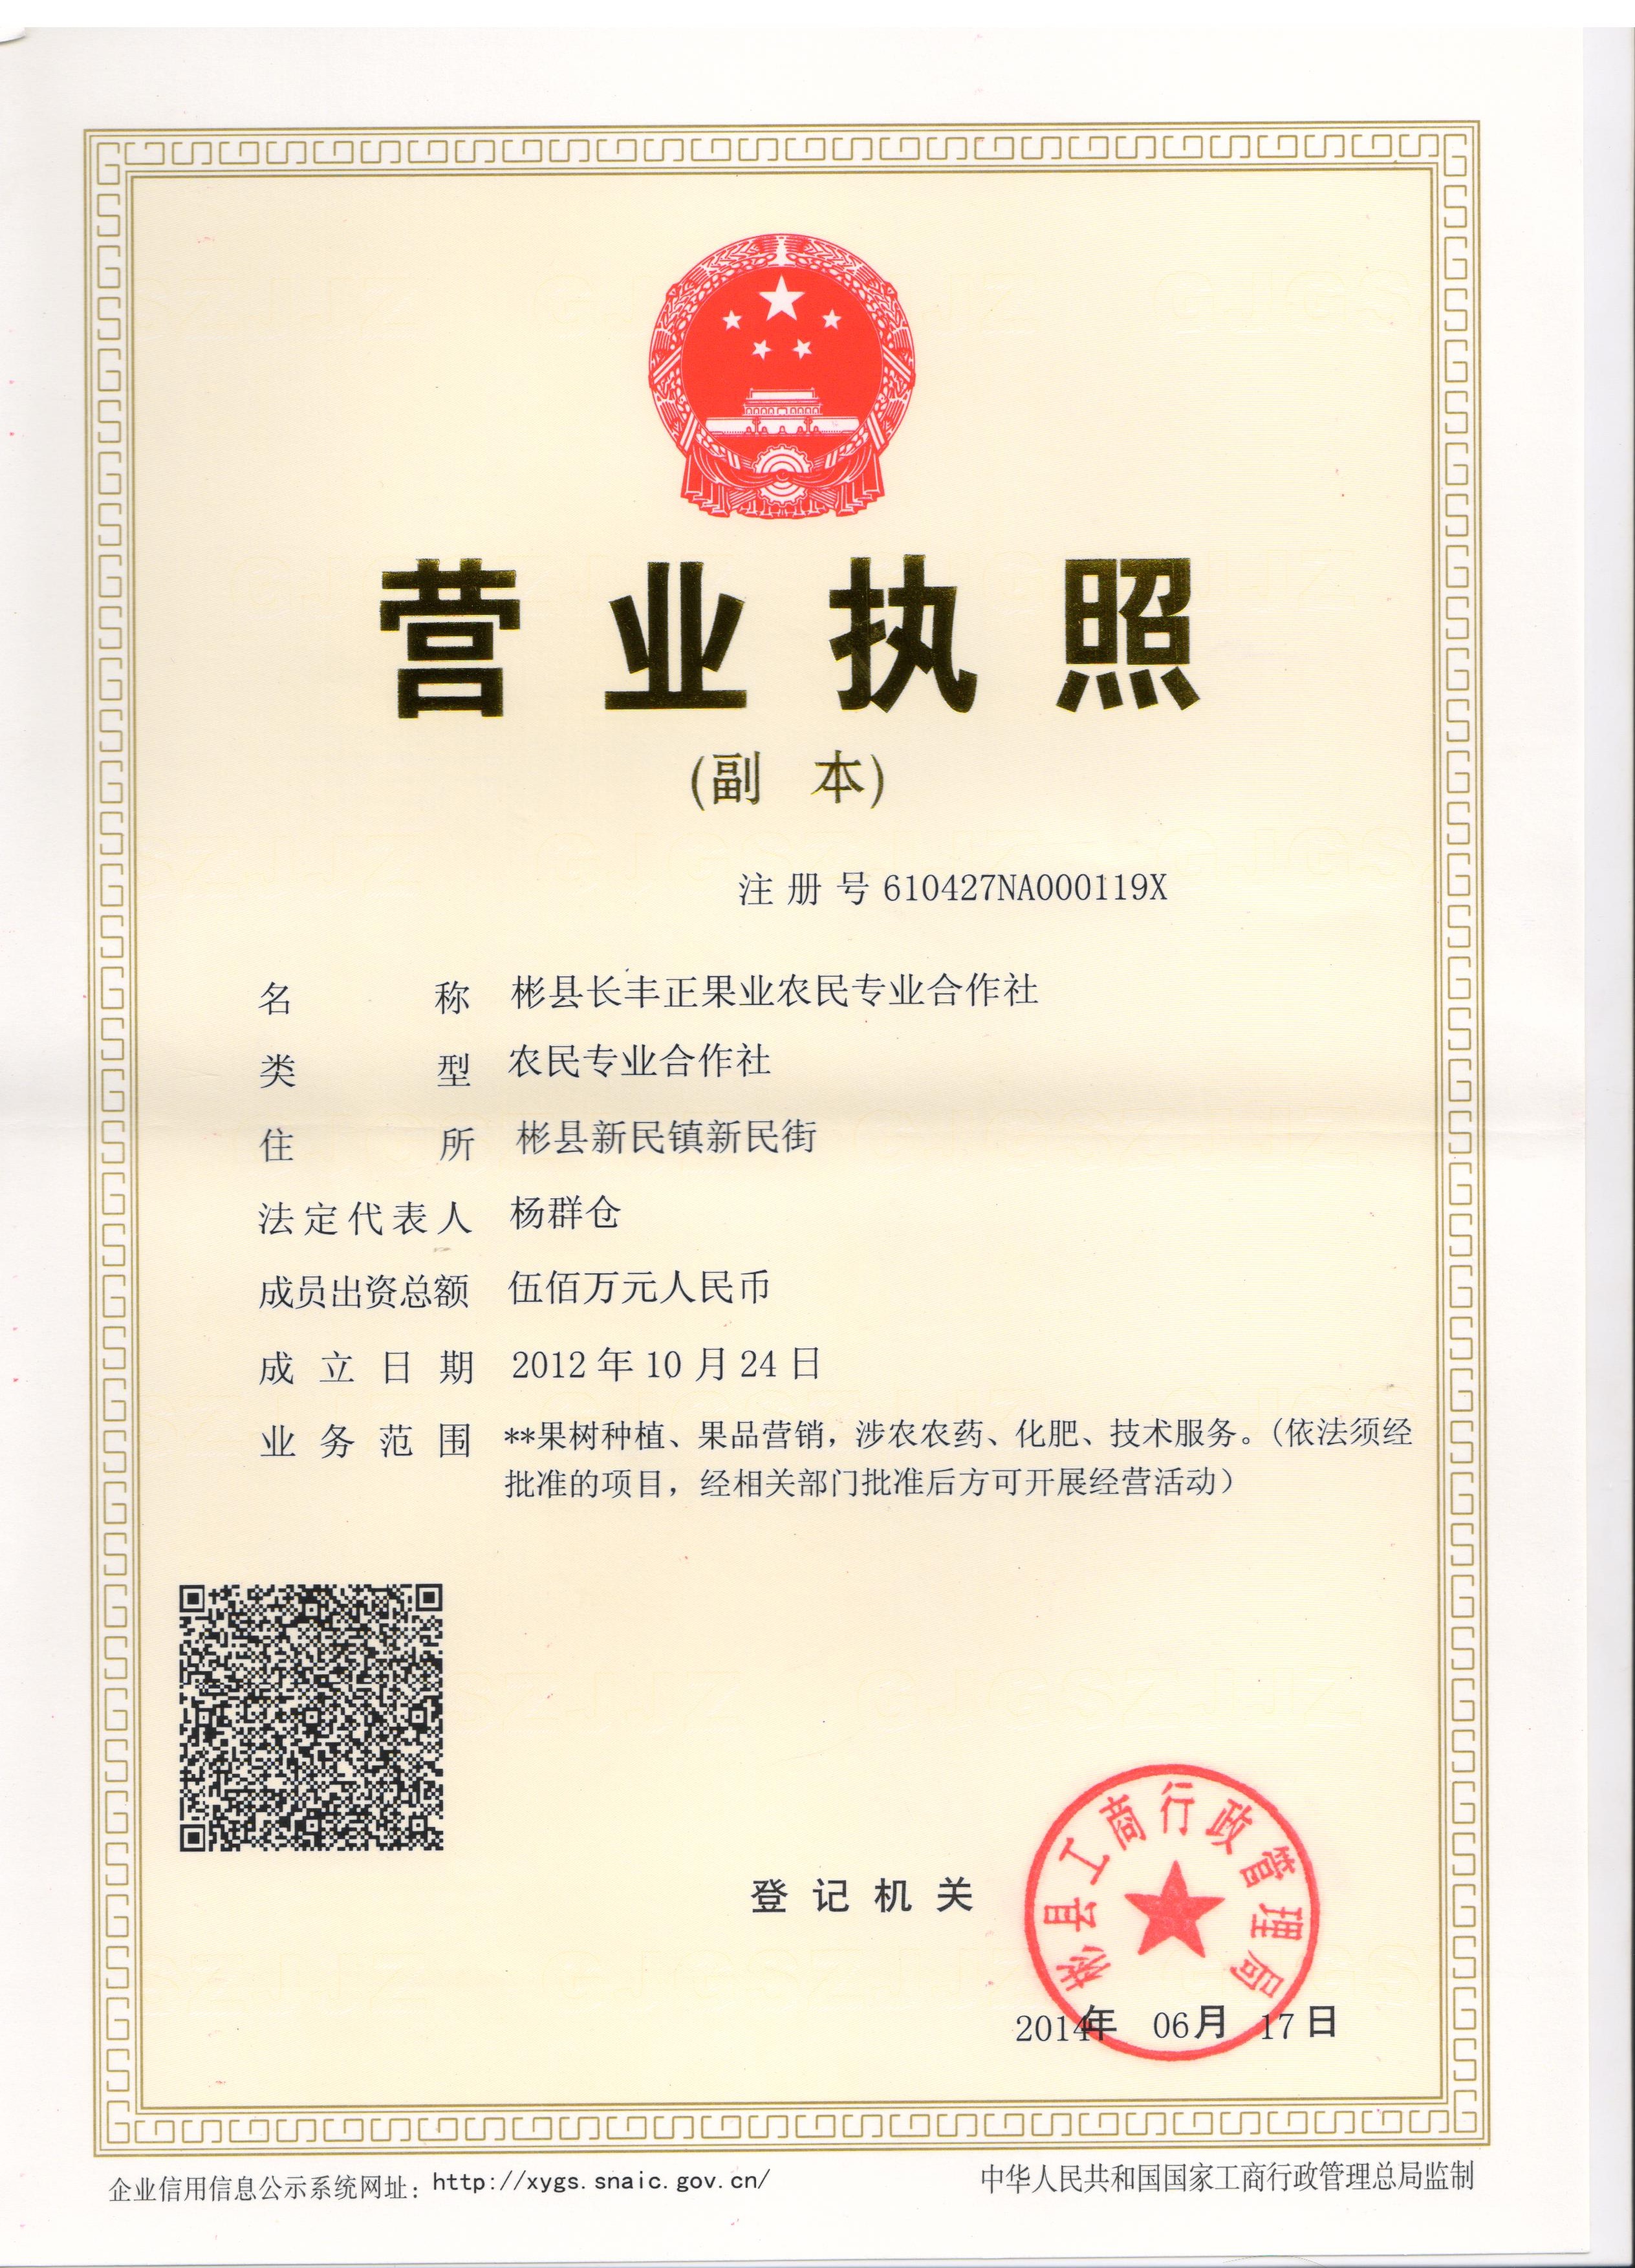 营业执照
(副 本)
注册号 610427NA000119X
名 称 彬县长丰正果业农民专业合作社
类 型 农民专业合作社
住 所 彬县新民镇新民街
法定代表人 杨群仓
成员出资总额 伍佰万元人民币
成立日期 2012年10月24日
业务范围 **果树种植、果品营销，涉农农药、化肥、技术服务。（依法须经
批准的项目，经相关部门批准后方可开展经营活动）
彬县工商行政管理局
登记机关
2014年 06月 17日
企业信用信息公示系统网址：http://xygs.snaic.gov.cn/
中华人民共和国国家工商行政管理总局监制